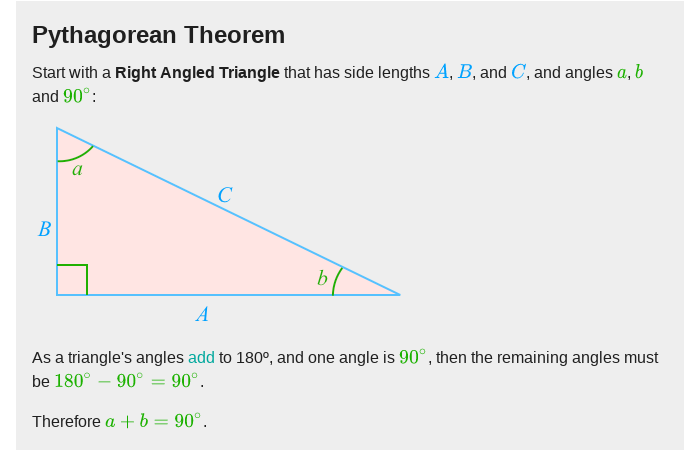 Pythagorean Theorem
Start with a Right Angled Triangle that has side lengths A, B, and C, and angles a, b
and 90°:
a
C
B
b
A
As a triangle's angles add to 180º, and one angle is 90°, then the remaining angles must
be 180° − 90° = 90°.
Therefore a + b = 90°.